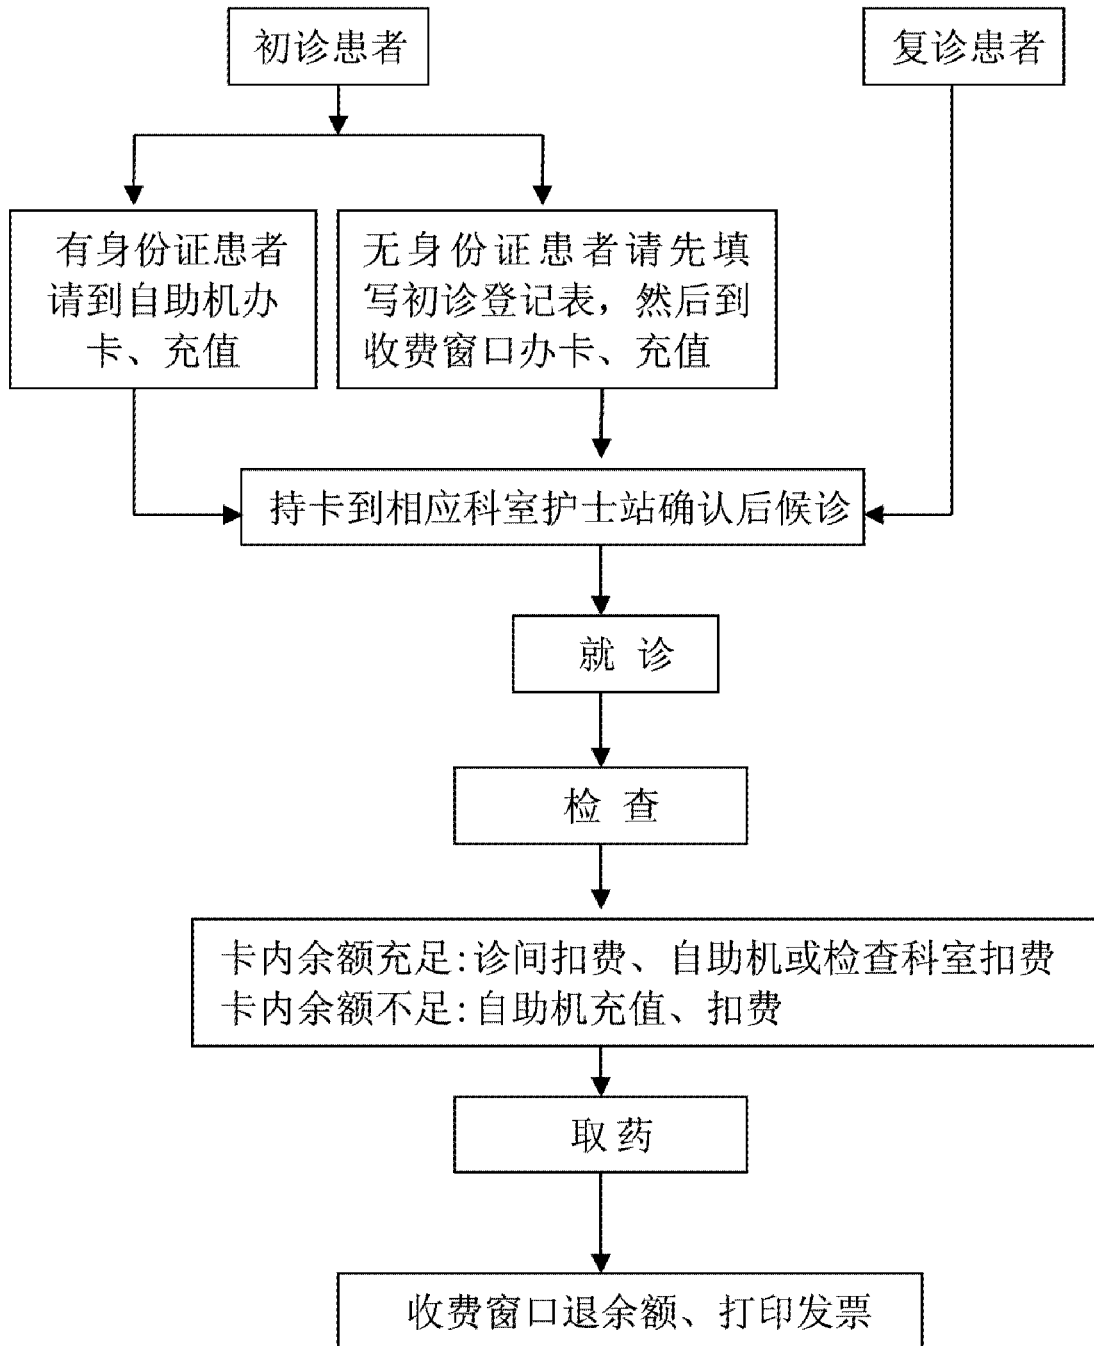 初诊患者
复诊患者
有身份证患者
请到自助机办
卡、充值
无身份证患者请先填
写初诊登记表，然后到
收费窗口办卡、充值
持卡到相应科室护士站确认后候诊
就 诊
检 查
卡内余额充足:诊间扣费、自助机或检查科室扣费
卡内余额不足:自助机充值、扣费
取药
收费窗口退余额、打印发票